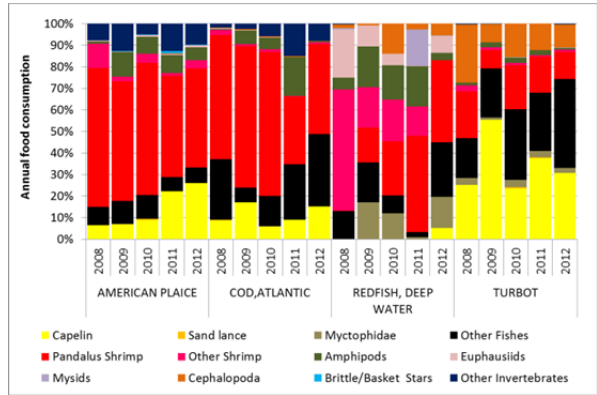 Annual food consumption
100%
90%
80%
70%
60%
50%
40%
30%
20%
10%
0%
2008 2009 2010 2011 2012 2008 2009 2010 2011 2012 2008 2009 2010 2011 2012 2008 2009 2010 2011 2012
AMERICAN PLAICE COD,ATLANTIC REDFISH, DEEP WATER TURBOT
Capelin Sand lance Myctophidae Other Fishes
Pandalus Shrimp Other Shrimp Amphipods Euphausiids
Mysids Cephalopoda Brittle/Basket Stars Other Invertebrates